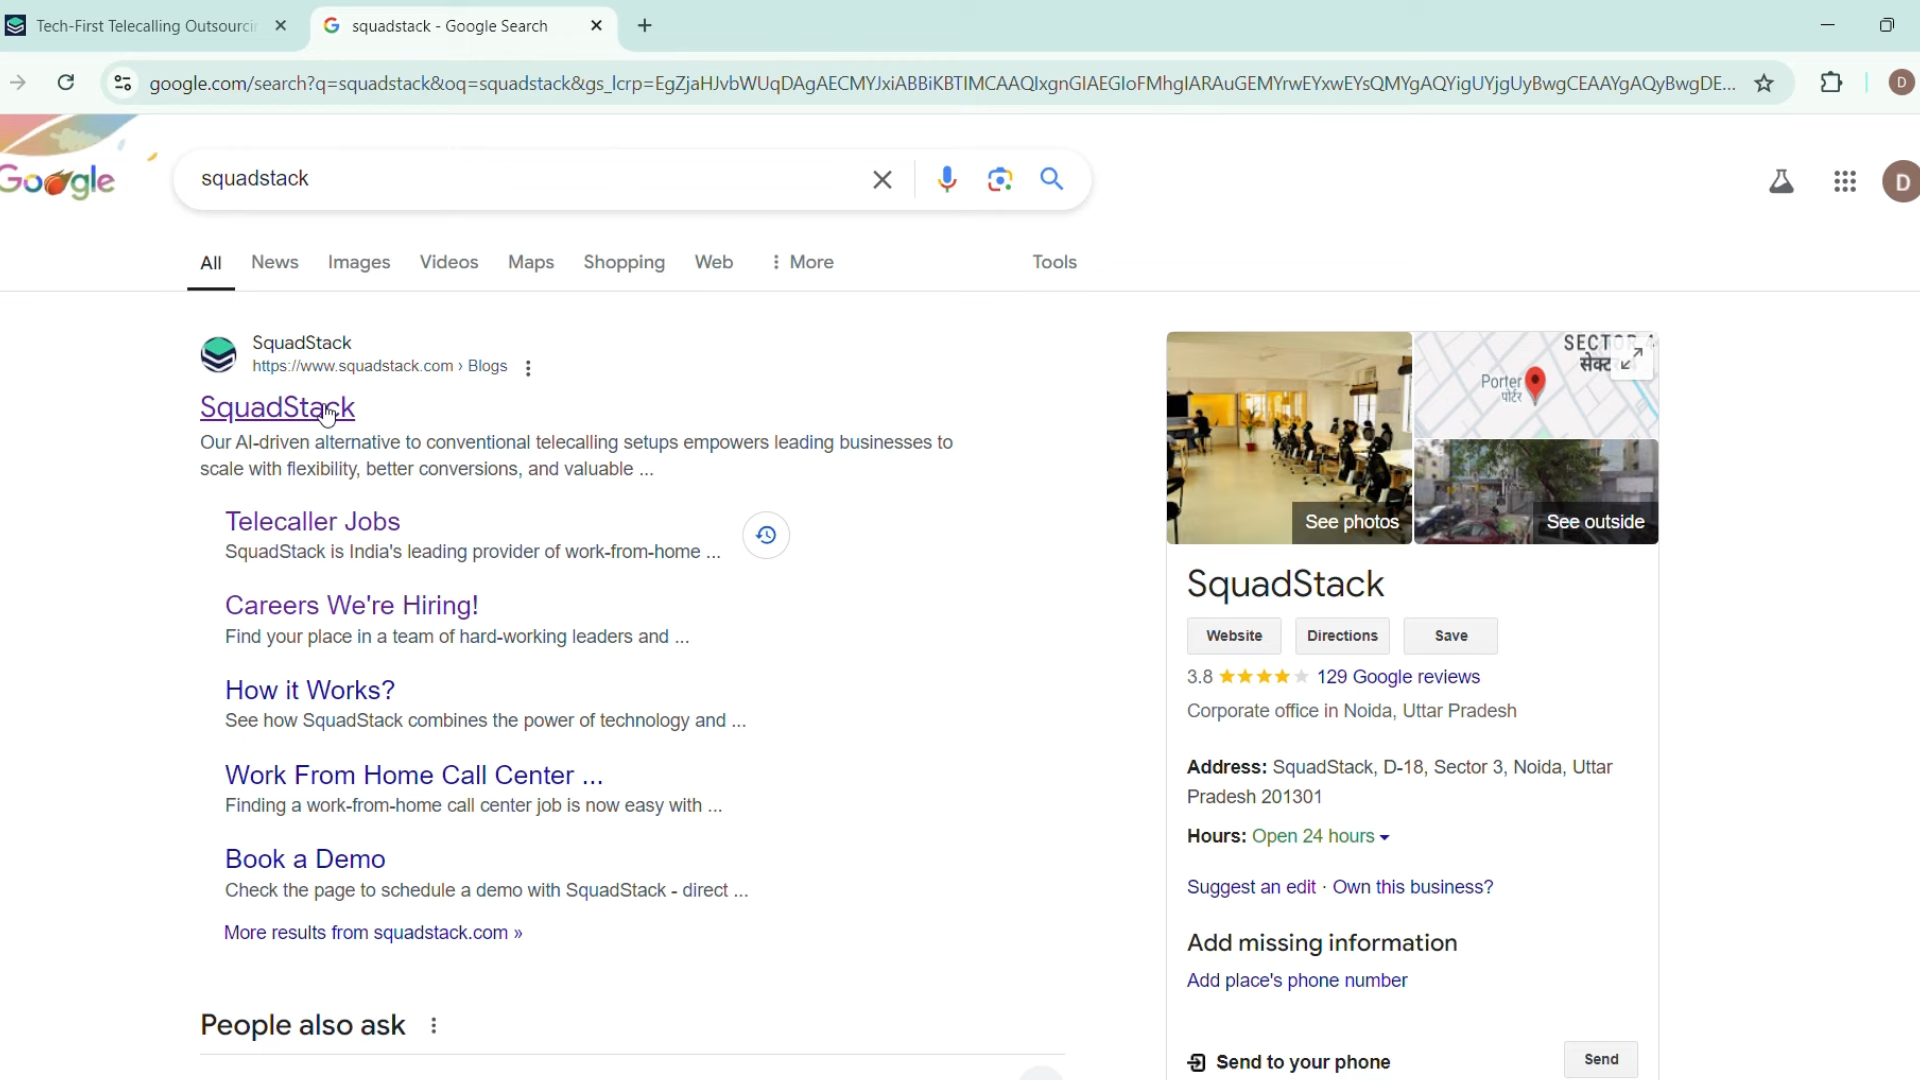 Tech-First Telecalling Outsourci
squadstack - Google Search
google.com/search?q=squadstack&oq=squadstack&gs_lcrp=EgZjaHJvbWUqDAgAECMYJxiABBiKBTIMCAAQIxgnGIAEGIoFMhgIARAuGEMYrwEYxwEYsQMYgAQYigUYjgUyBwgCEAAYgAQyBwgDE...
D
Google
squadstack
D
All News Images Videos Maps Shopping Web More Tools
SquadStack
https://www.squadstack.com › Blogs
SquadStack
Our AI-driven alternative to conventional telecalling setups empowers leading businesses to
scale with flexibility, better conversions, and valuable ...
Telecaller Jobs
SquadStack is India's leading provider of work-from-home ...
Careers We're Hiring!
Find your place in a team of hard-working leaders and ...
How it Works?
See how SquadStack combines the power of technology and ...
Work From Home Call Center ...
Finding a work-from-home call center job is now easy with ...
Book a Demo
Check the page to schedule a demo with SquadStack - direct ...
More results from squadstack.com »
People also ask
Porter
पोर्टर
See photos
See outside
SquadStack
Website Directions Save
3.8 129 Google reviews
Corporate office in Noida, Uttar Pradesh
Address: SquadStack, D-18, Sector 3, Noida, Uttar
Pradesh 201301
Hours: Open 24 hours
Suggest an edit · Own this business?
Add missing information
Add place's phone number
Send to your phone
Send